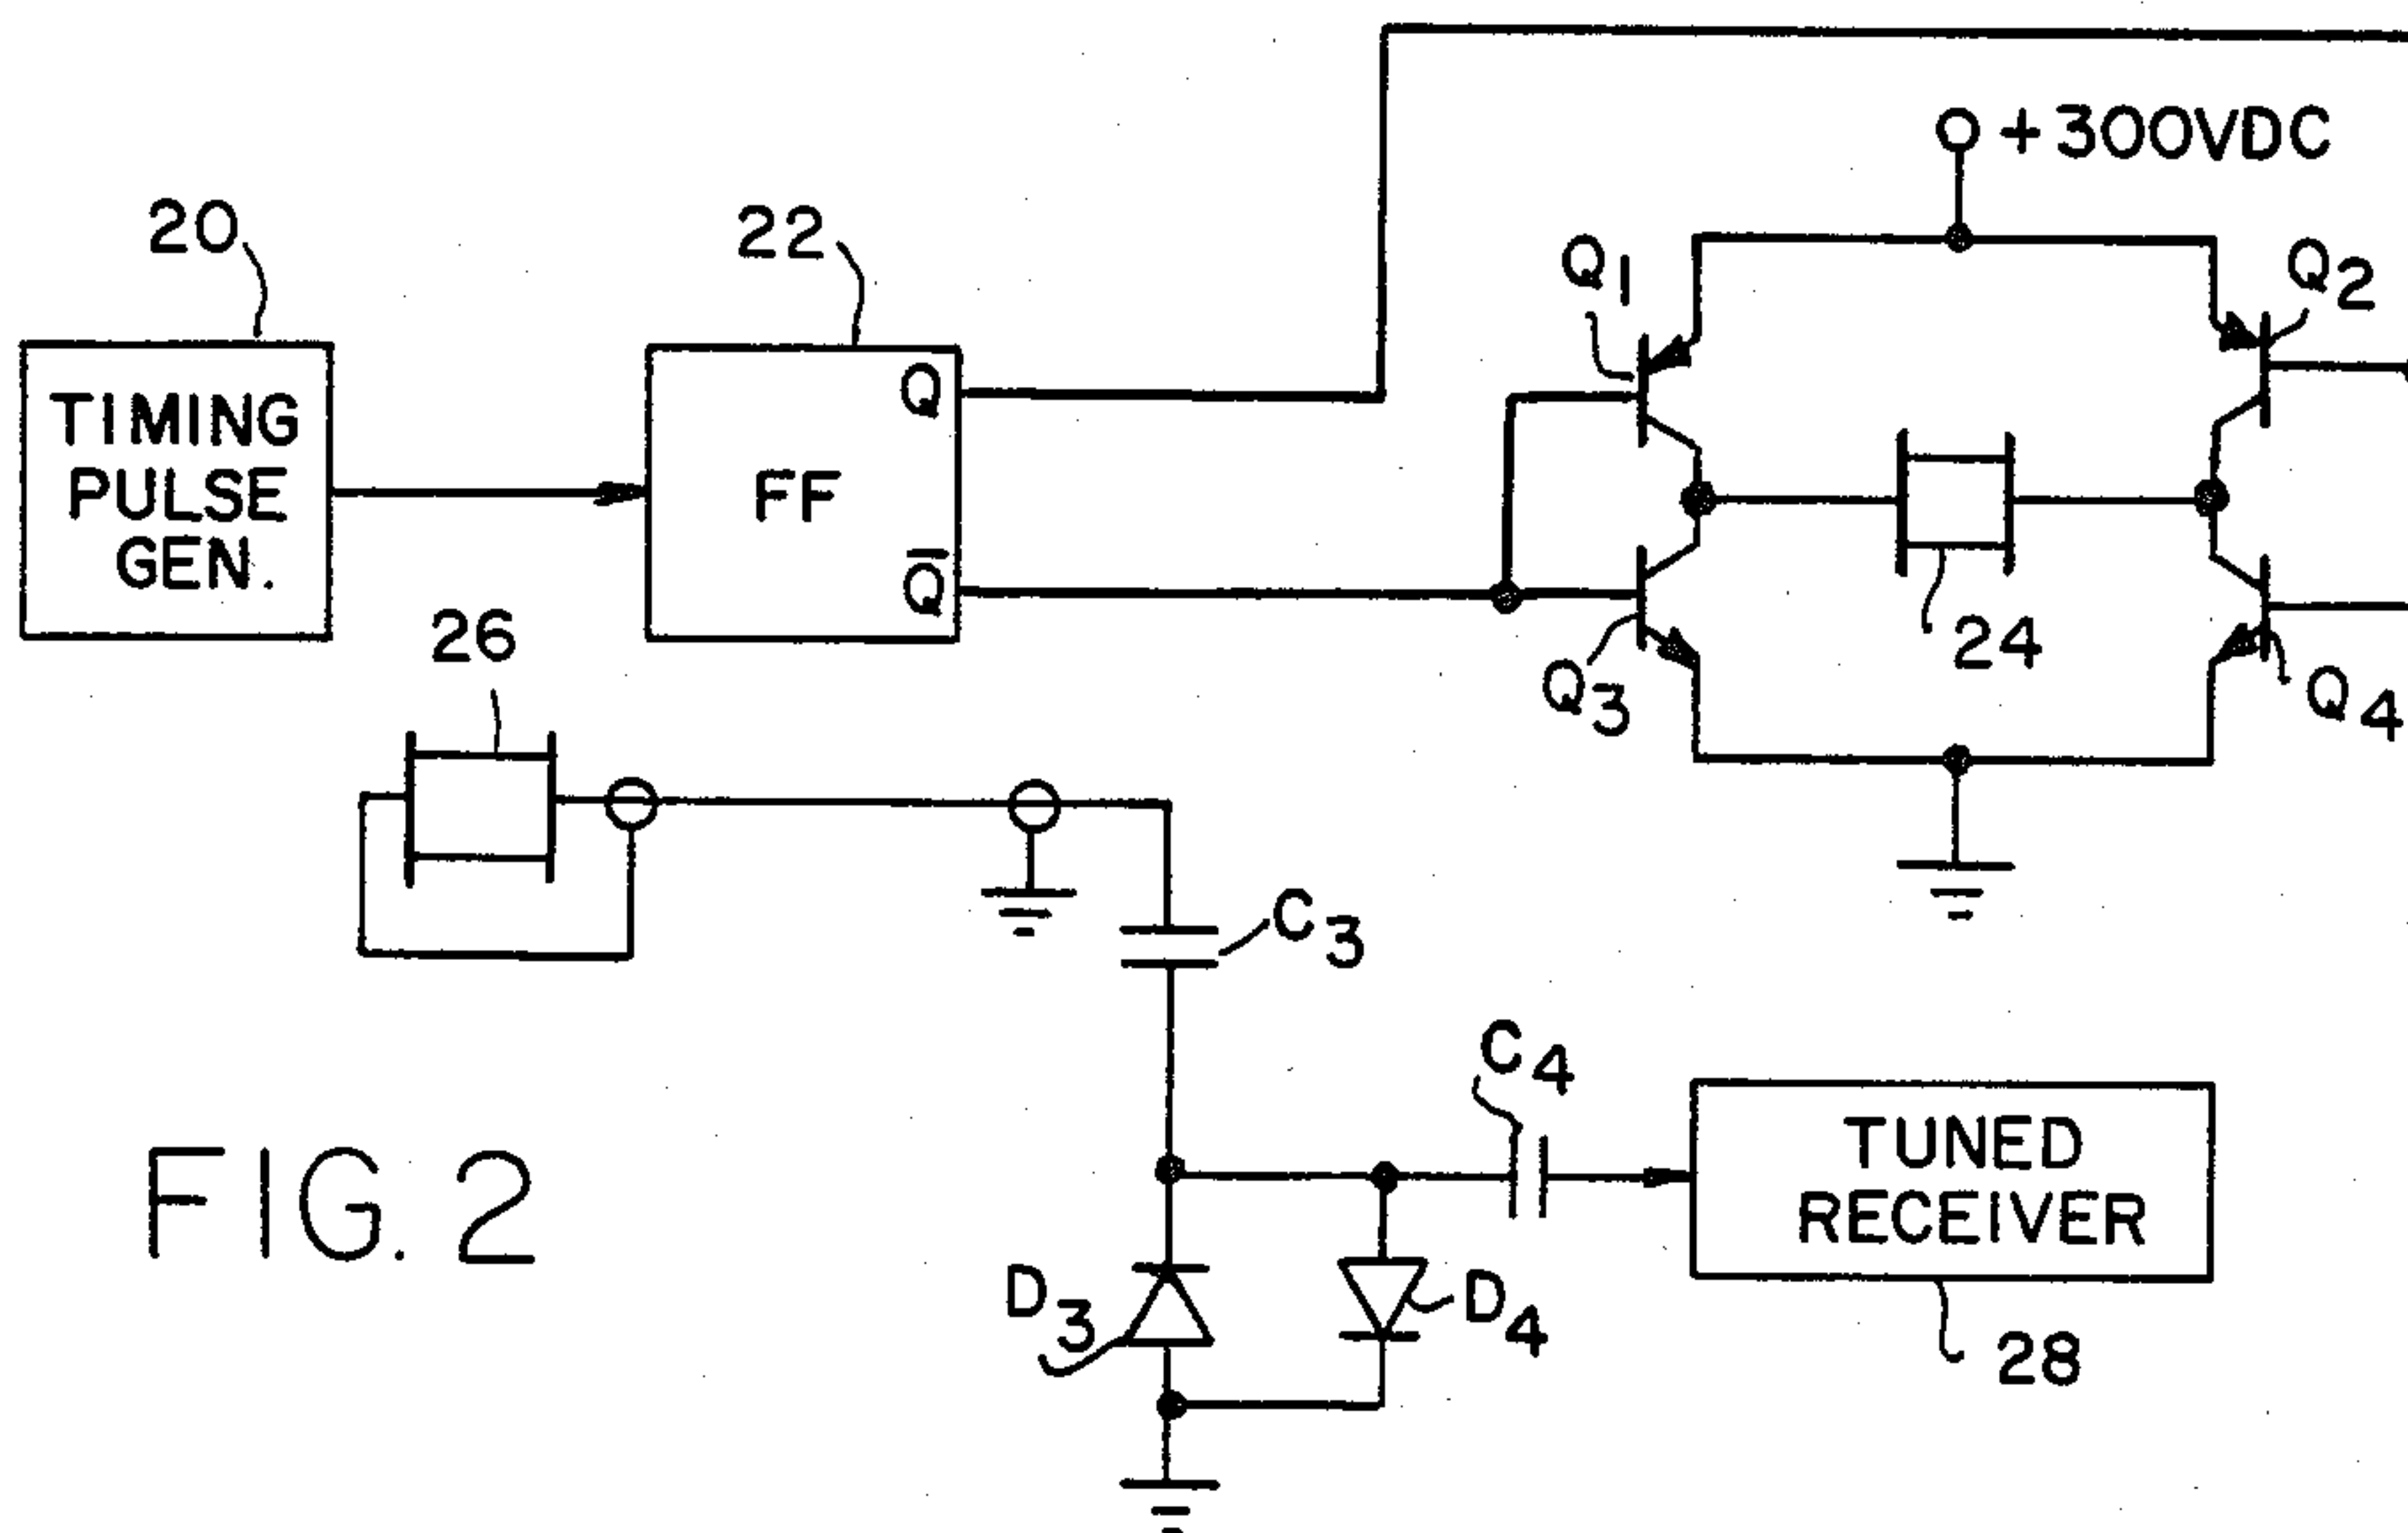 +300VDC
20
22
Q1
Q2
Q
TIMING
PULSE
GEN.
FF
Q̅
26
24
Q3
Q4
C3
C4
TUNED
RECEIVER
FIG. 2
D3
D4
28